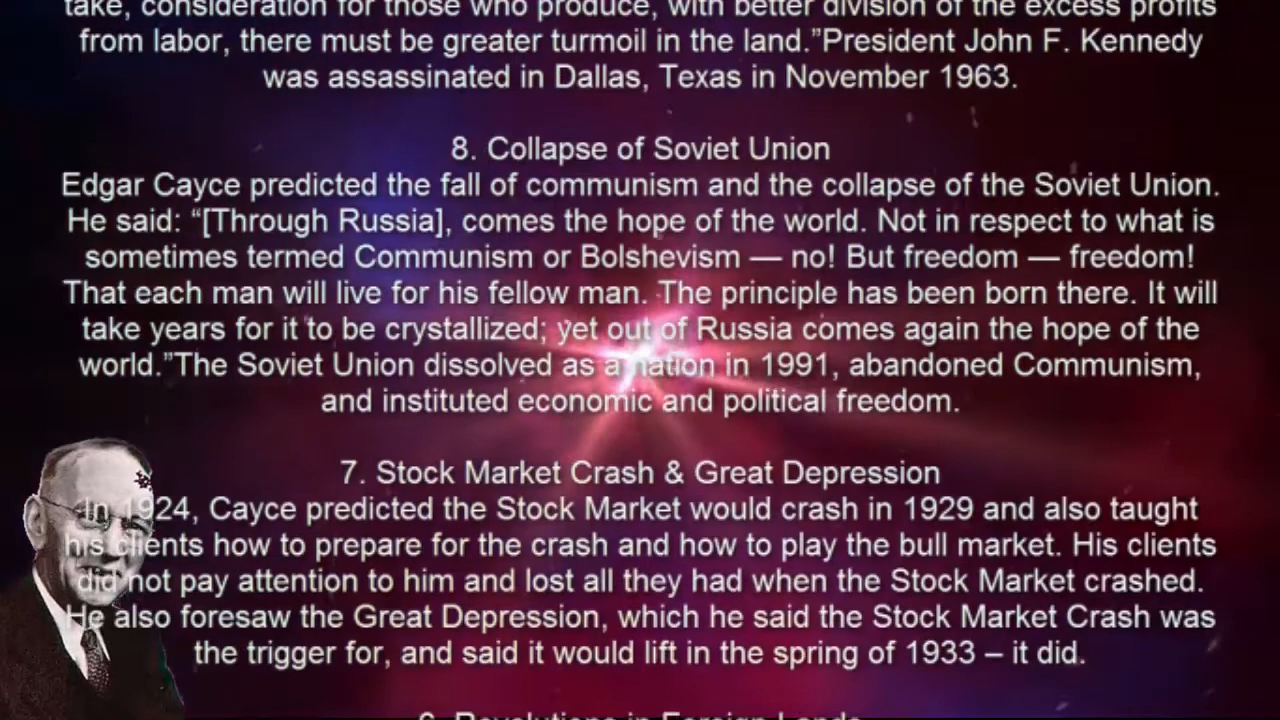 take, consideration for those who produce, with better division of the excess profits
from labor, there must be greater turmoil in the land.”President John F. Kennedy
was assassinated in Dallas, Texas in November 1963.
8. Collapse of Soviet Union
Edgar Cayce predicted the fall of communism and the collapse of the Soviet Union.
He said: “[Through Russia], comes the hope of the world. Not in respect to what is
sometimes termed Communism or Bolshevism — no! But freedom — freedom!
That each man will live for his fellow man. The principle has been born there. It will
take years for it to be crystallized; yet out of Russia comes again the hope of the
world.”The Soviet Union dissolved as a nation in 1991, abandoned Communism,
and instituted economic and political freedom.
7. Stock Market Crash & Great Depression
In 1924, Cayce predicted the Stock Market would crash in 1929 and also taught
his clients how to prepare for the crash and how to play the bull market. His clients
did not pay attention to him and lost all they had when the Stock Market crashed.
He also foresaw the Great Depression, which he said the Stock Market Crash was
the trigger for, and said it would lift in the spring of 1933 – it did.
6. Revolutions in Foreign Lands